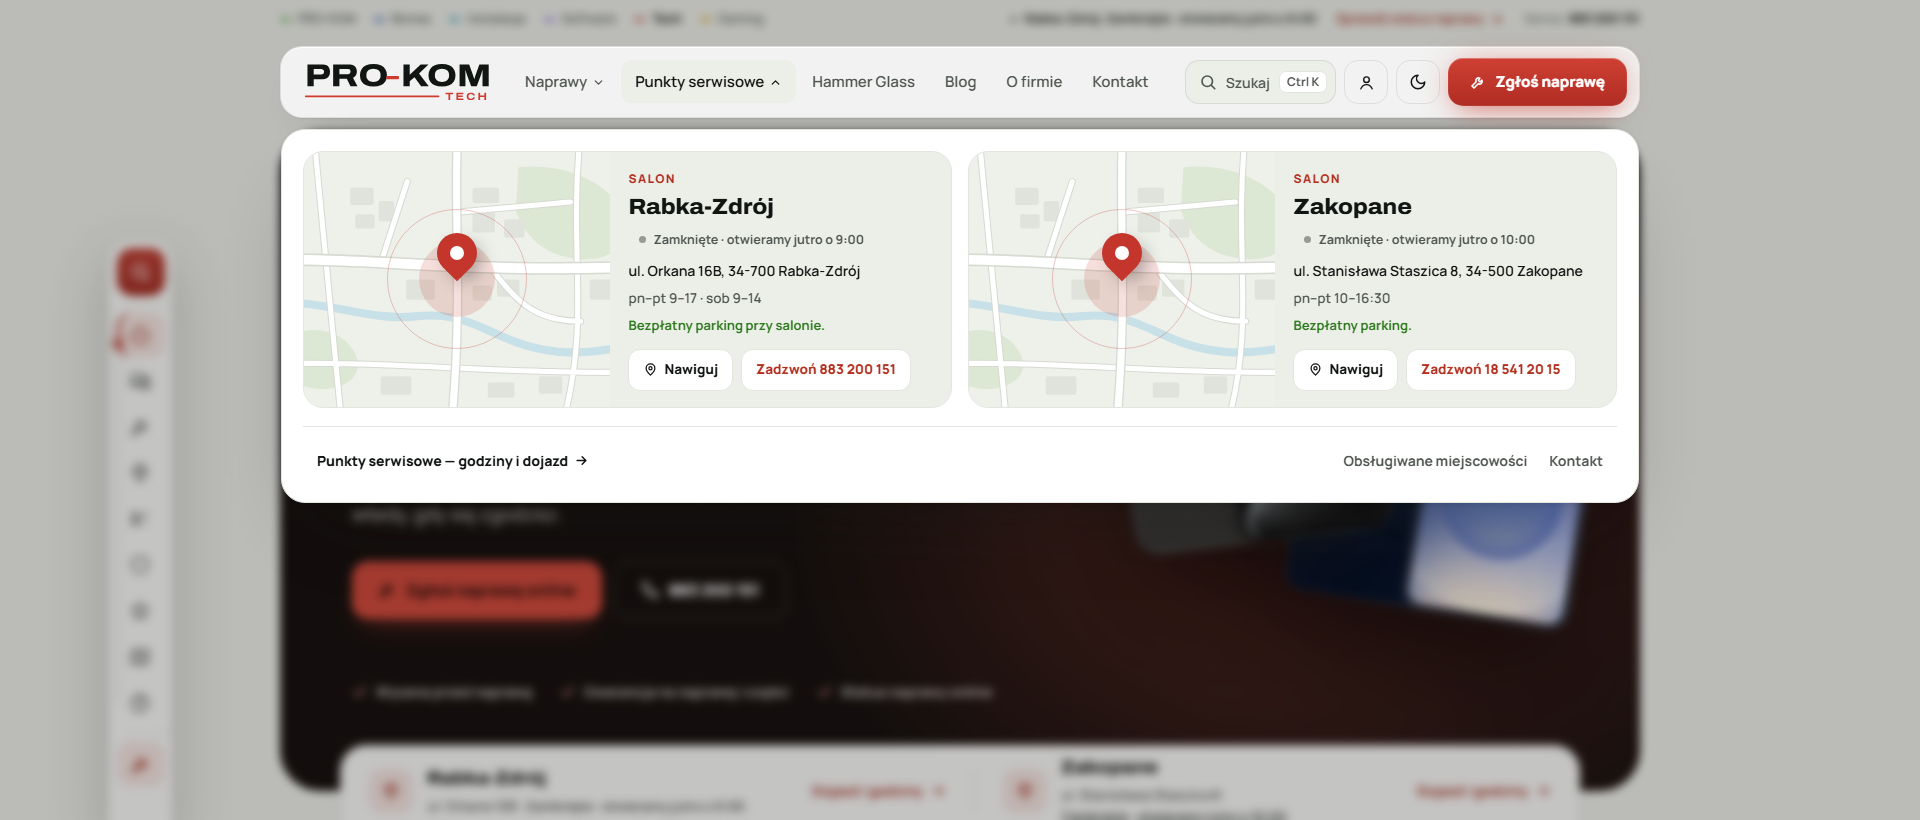 PRO-KOM
TECH
Naprawy
Punkty serwisowe
Hammer Glass
Blog
O firmie
Kontakt
Szukaj
Ctrl K
Zgłoś naprawę
SALON
Rabka-Zdrój
Zamknięte · otwieramy jutro o 9:00
ul. Orkana 16B, 34-700 Rabka-Zdrój
pn–pt 9–17 · sob 9–14
Bezpłatny parking przy salonie.
Nawiguj
Zadzwoń 883 200 151
SALON
Zakopane
Zamknięte · otwieramy jutro o 10:00
ul. Stanisława Staszica 8, 34-500 Zakopane
pn–pt 10–16:30
Bezpłatny parking.
Nawiguj
Zadzwoń 18 541 20 15
Punkty serwisowe — godziny i dojazd →
Obsługiwane miejscowości
Kontakt
Rabka-Zdrój
Zakopane